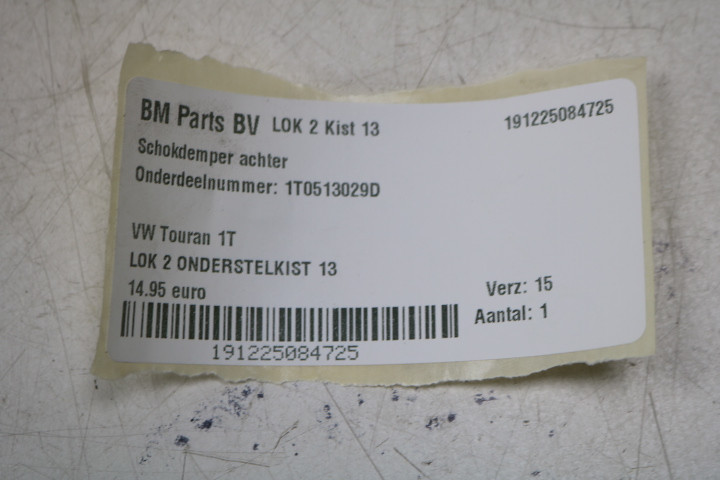 BM Parts BV LOK 2 Kist 13 191225084725
Schokdemper achter
Onderdeelnummer: 1T0513029D
VW Touran 1T
LOK 2 ONDERSTELKIST 13
14.95 euro Verz: 15
Aantal: 1
191225084725